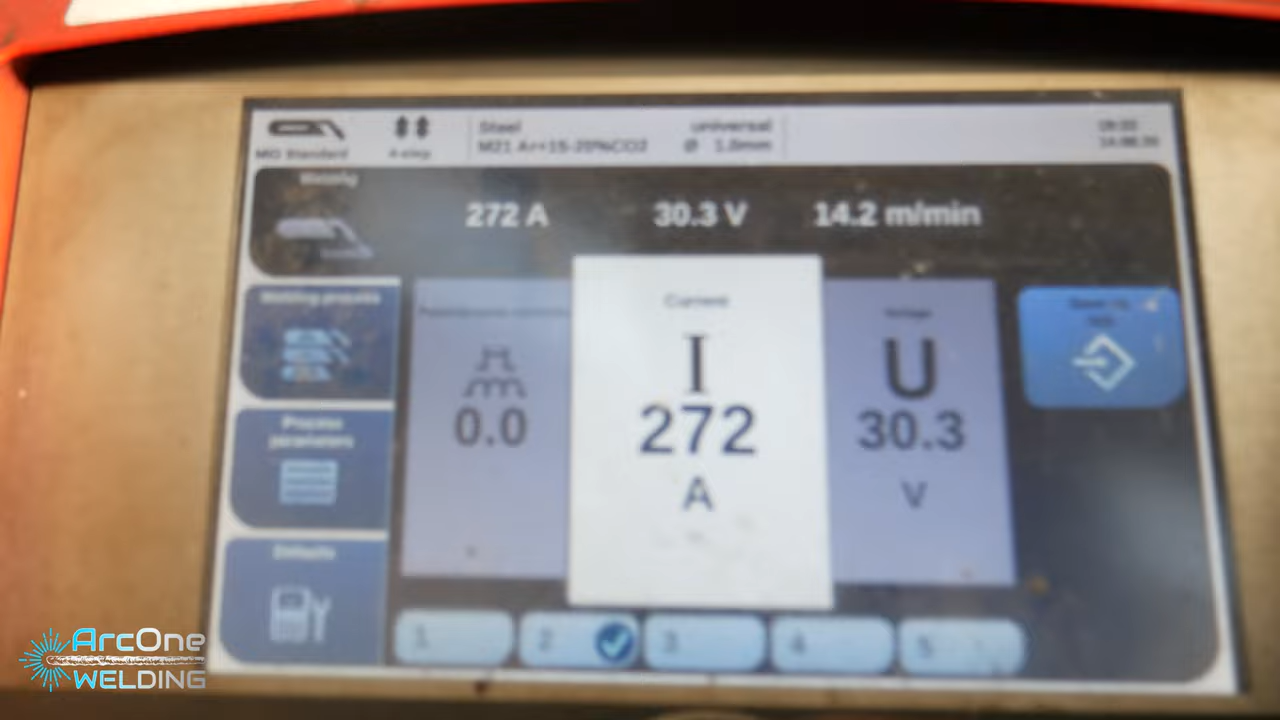 Steel universal
MIG Standard 4-step M21 Ar+15-20%CO2 Ø 1.0mm
272 A 30.3 V 14.2 m/min
Welding
Welding process
Current
I
U
0.0
272
30.3
A
V
Process
parameters
Defaults
1 2 3 4 5
ArcOne
WELDING